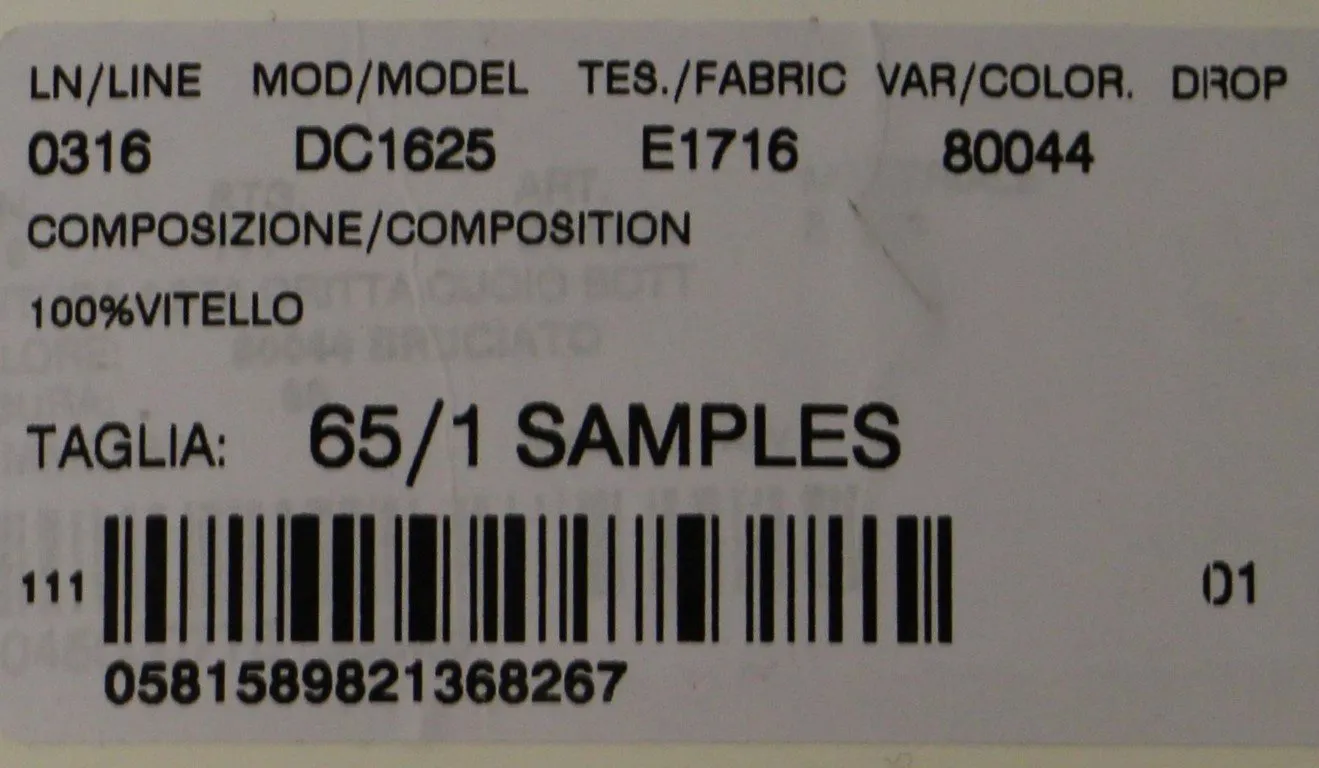 LN/LINE MOD/MODEL TES./FABRIC VAR/COLOR. DROP
0316 DC1625 E1716 80044
COMPOSIZIONE/COMPOSITION
100%VITELLO
TAGLIA: 65/1 SAMPLES
111 01
0581589821368267